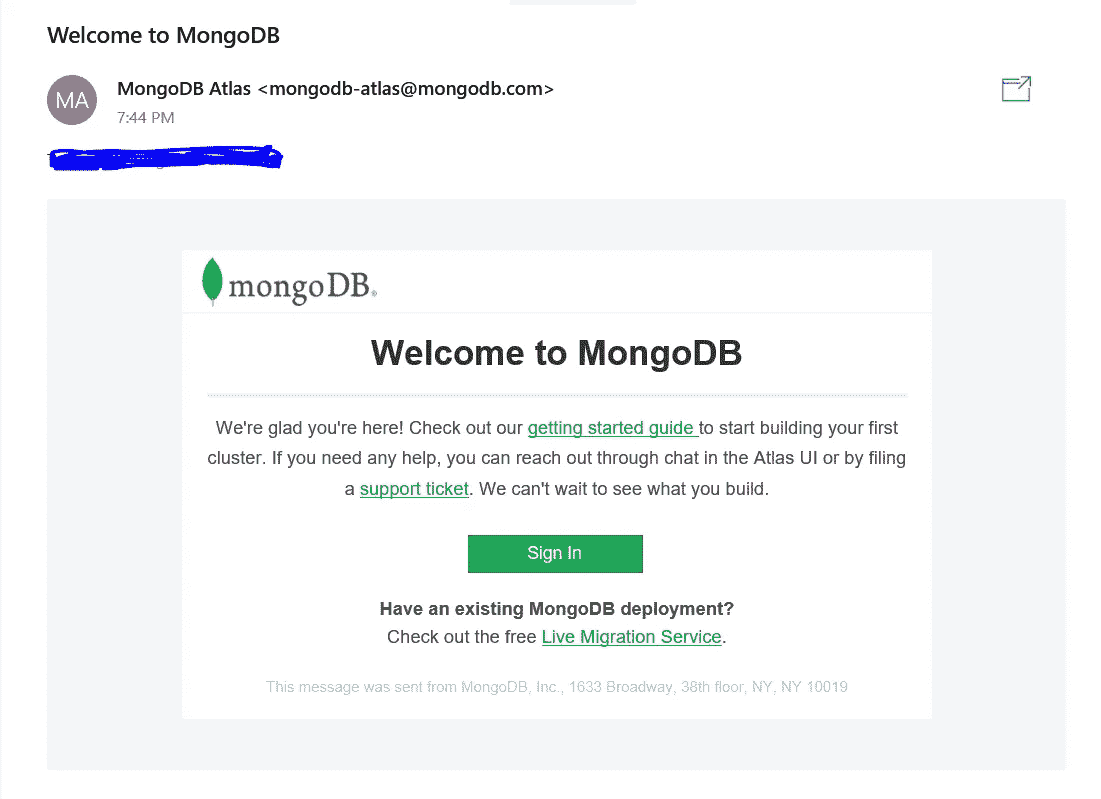 Welcome to MongoDB
MA
MongoDB Atlas <mongodb-atlas@mongodb.com>
7:44 PM
mongoDB®
Welcome to MongoDB
We're glad you're here! Check out our getting started guide to start building your first
cluster. If you need any help, you can reach out through chat in the Atlas UI or by filing
a support ticket. We can't wait to see what you build.
Sign In
Have an existing MongoDB deployment?
Check out the free Live Migration Service.
This message was sent from MongoDB, Inc., 1633 Broadway, 38th floor, NY, NY 10019